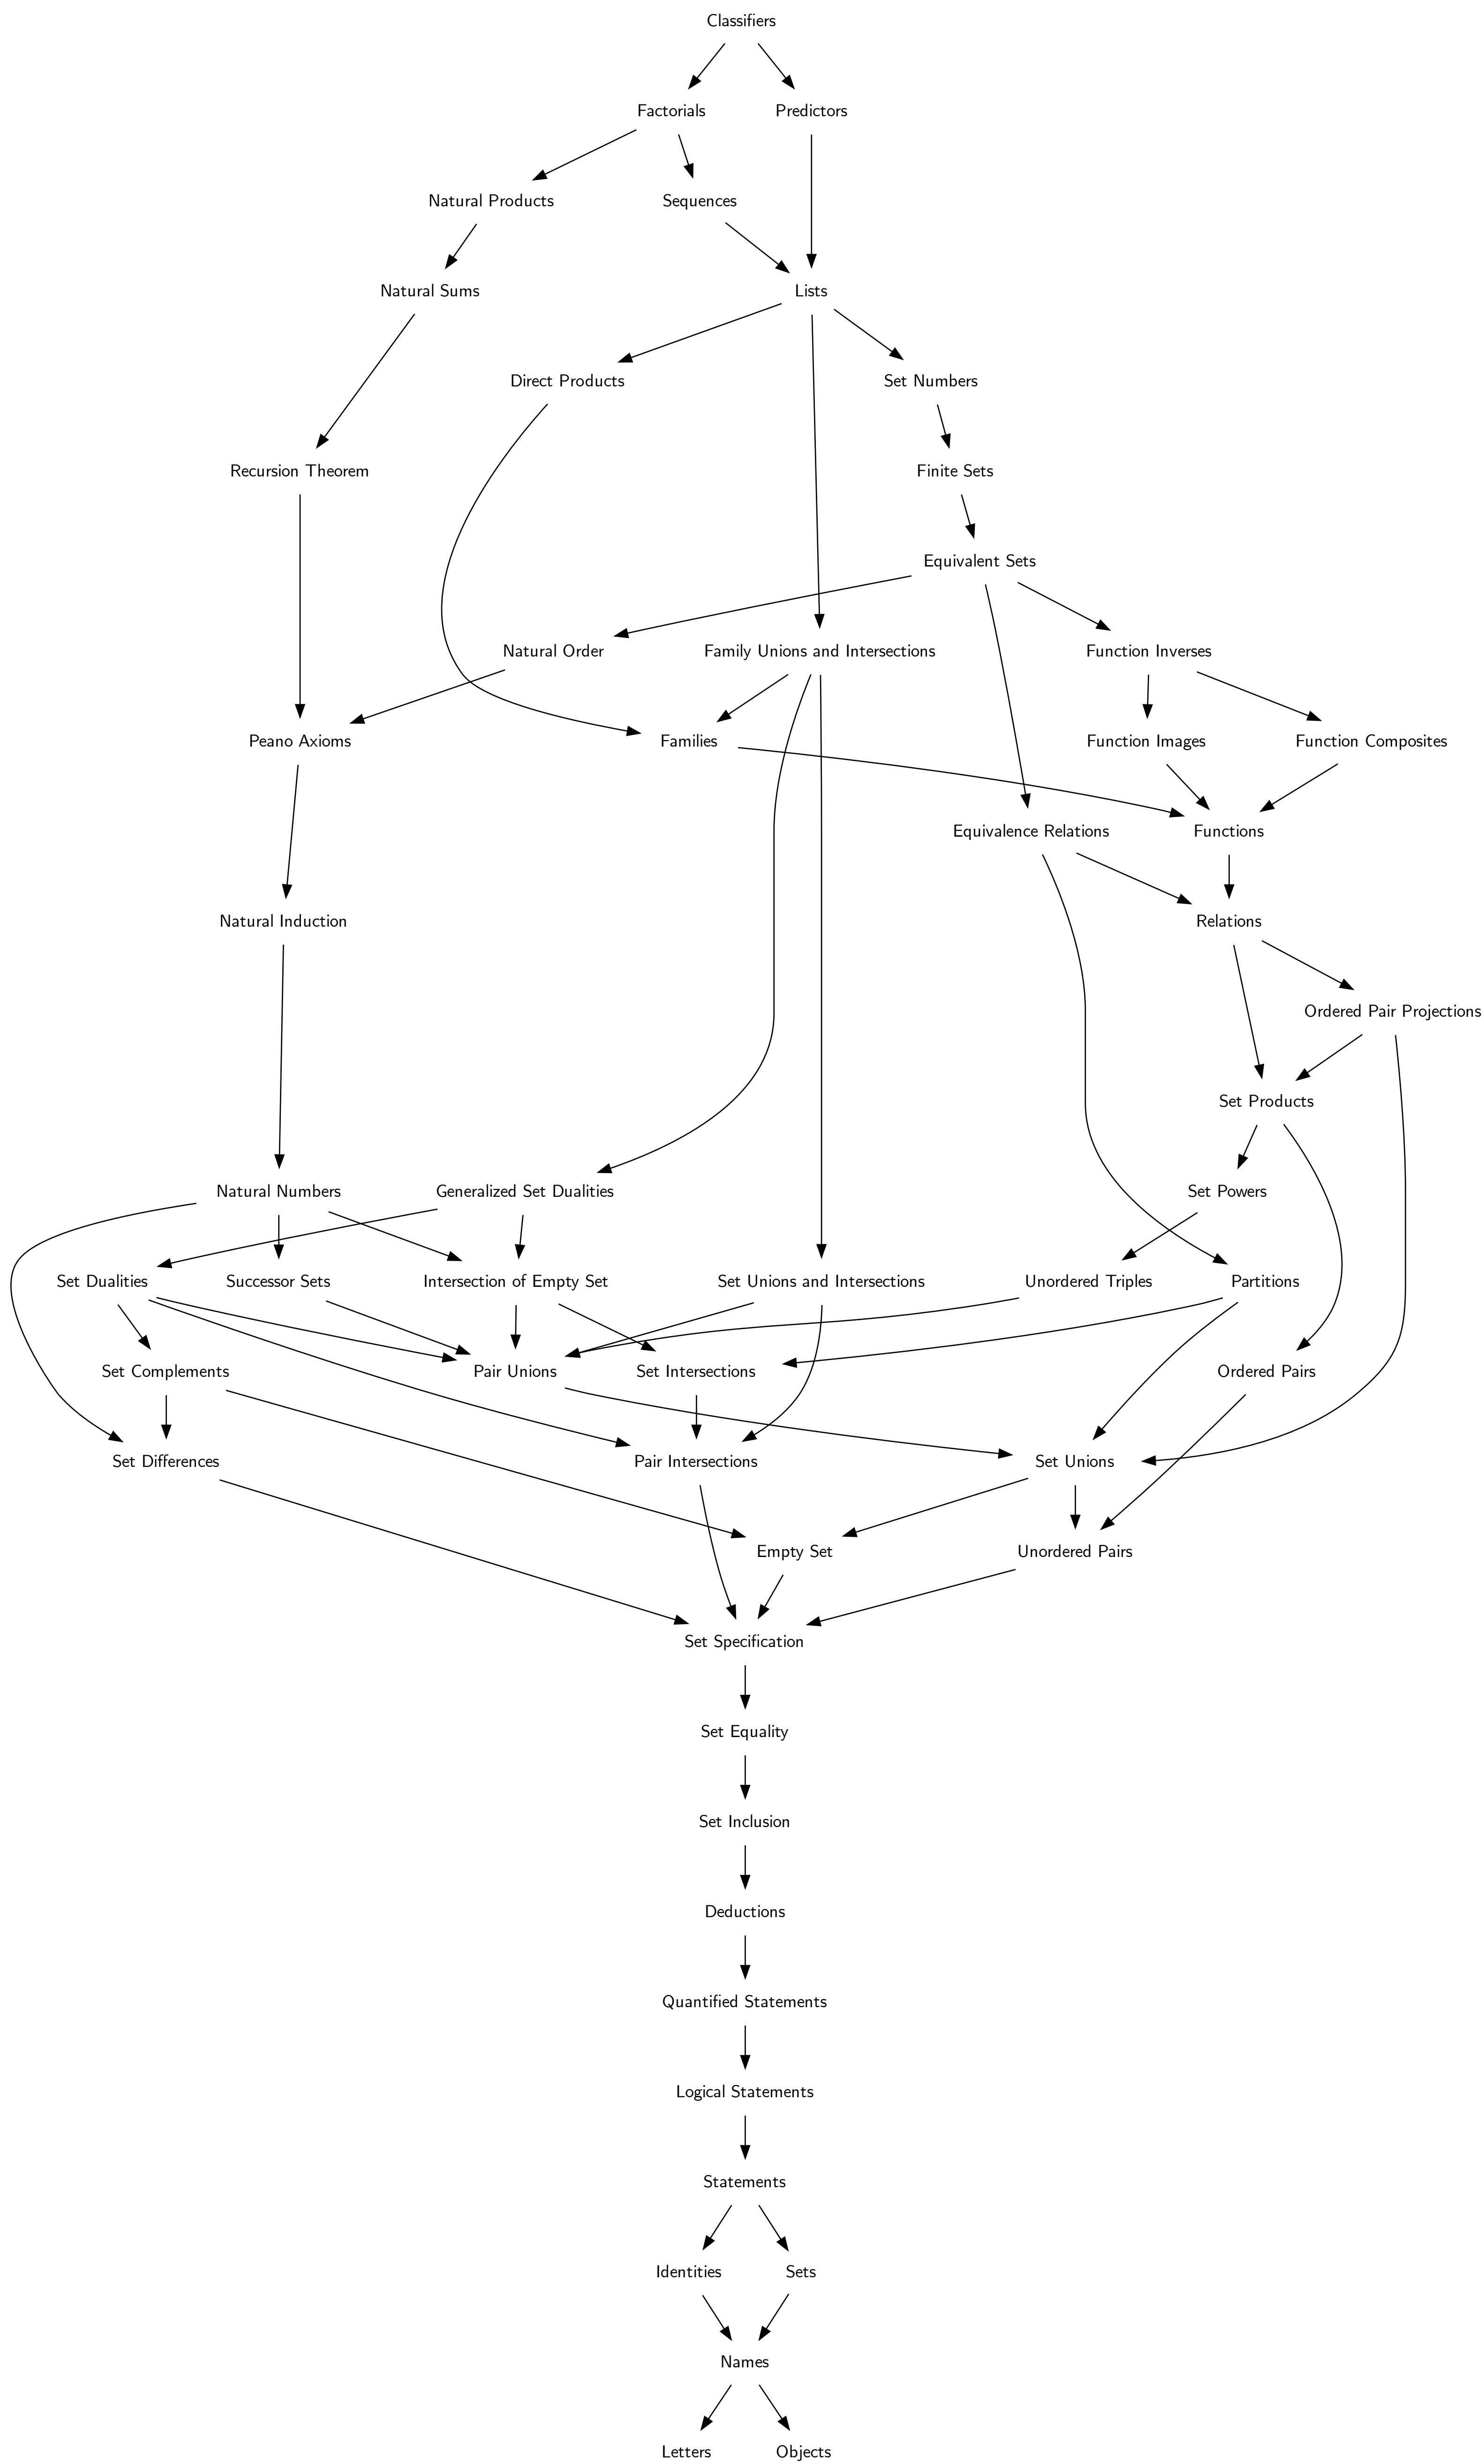 Classifiers
Factorials
Predictors
Natural Products
Sequences
Natural Sums
Lists
Direct Products
Set Numbers
Recursion Theorem
Finite Sets
Equivalent Sets
Natural Order
Family Unions and Intersections
Function Inverses
Peano Axioms
Families
Function Images
Function Composites
Equivalence Relations
Functions
Natural Induction
Relations
Ordered Pair Projections
Set Products
Natural Numbers
Generalized Set Dualities
Set Powers
Set Dualities
Successor Sets
Intersection of Empty Set
Set Unions and Intersections
Unordered Triples
Partitions
Set Complements
Pair Unions
Set Intersections
Ordered Pairs
Set Differences
Pair Intersections
Set Unions
Empty Set
Unordered Pairs
Set Specification
Set Equality
Set Inclusion
Deductions
Quantified Statements
Logical Statements
Statements
Identities
Sets
Names
Letters
Objects